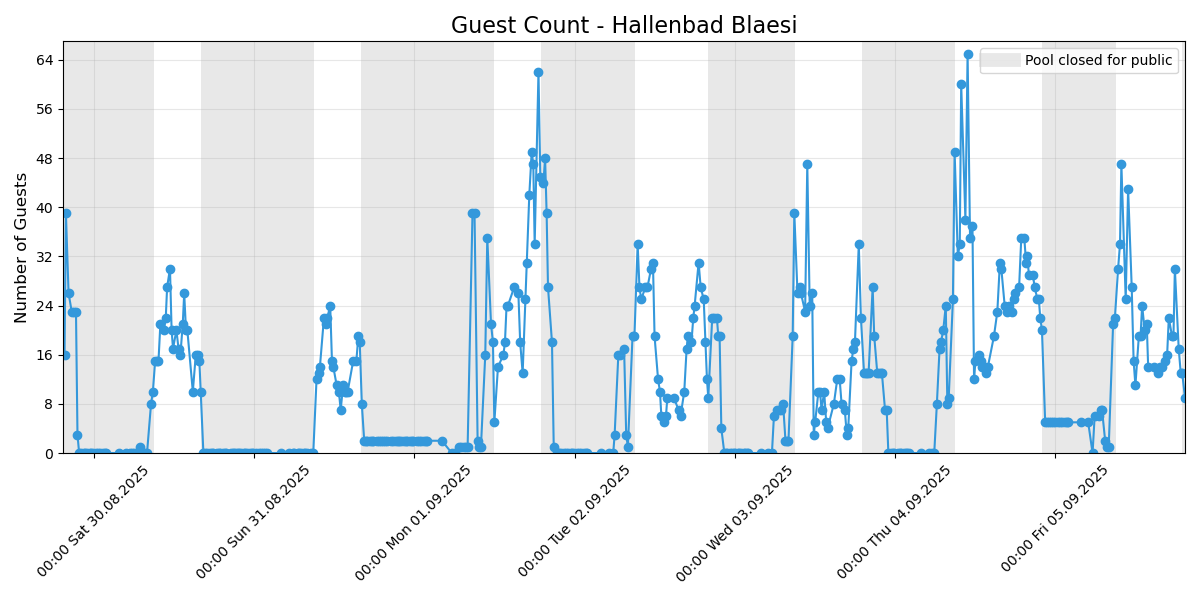 Guest Count - Hallenbad Blaesi
Pool closed for public
Number of Guests
64
56
48
40
32
24
16
8
0
00:00 Sat 30.08.2025
00:00 Sun 31.08.2025
00:00 Mon 01.09.2025
00:00 Tue 02.09.2025
00:00 Wed 03.09.2025
00:00 Thu 04.09.2025
00:00 Fri 05.09.2025